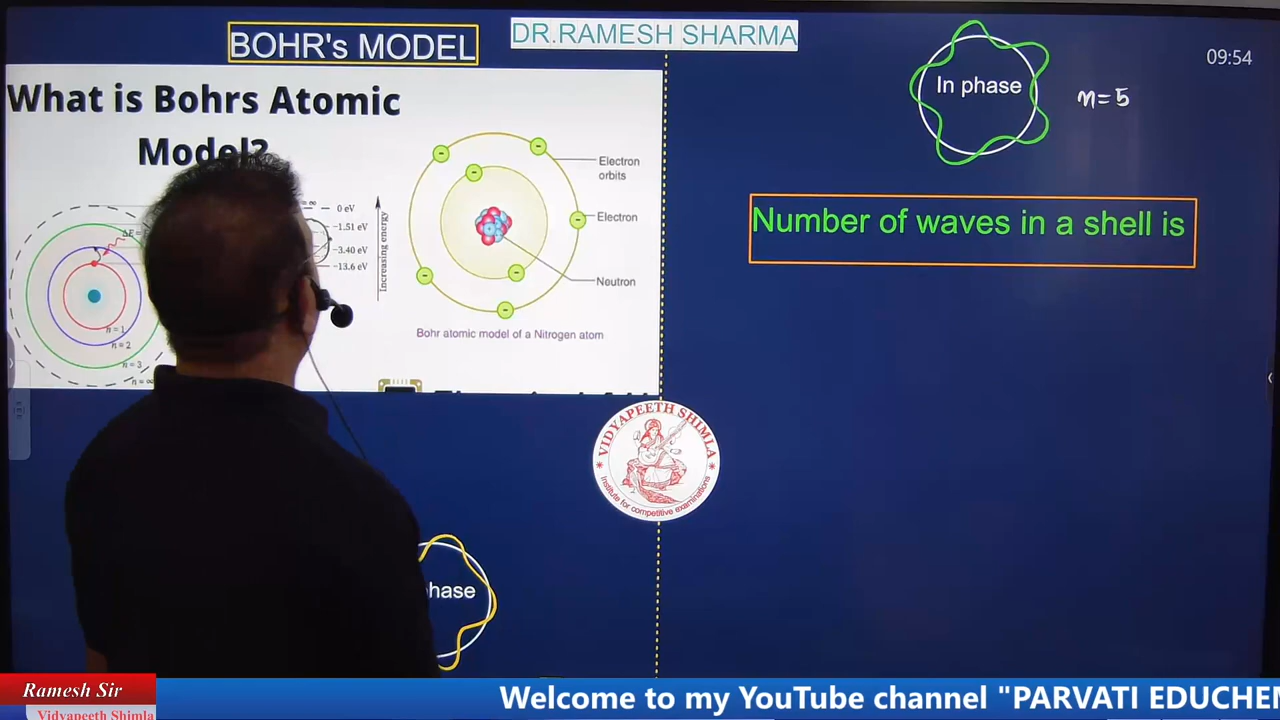 BOHR's MODEL
DR.RAMESH SHARMA
09:54
What is Bohrs Atomic
Model?
0 eV
−1.51 eV
−3.40 eV
−13.6 eV
Increasing energy
n=1
n=2
n=3
n=∞
Electron
orbits
Electron
Neutron
Bohr atomic model of a Nitrogen atom
In phase
n=5
Number of waves in a shell is
VIDYAPEETH SHIMLA
Institute for competitive examinations
hase
Ramesh Sir
Vidyapeeth Shimla
Welcome to my YouTube channel "PARVATI EDUCHEM